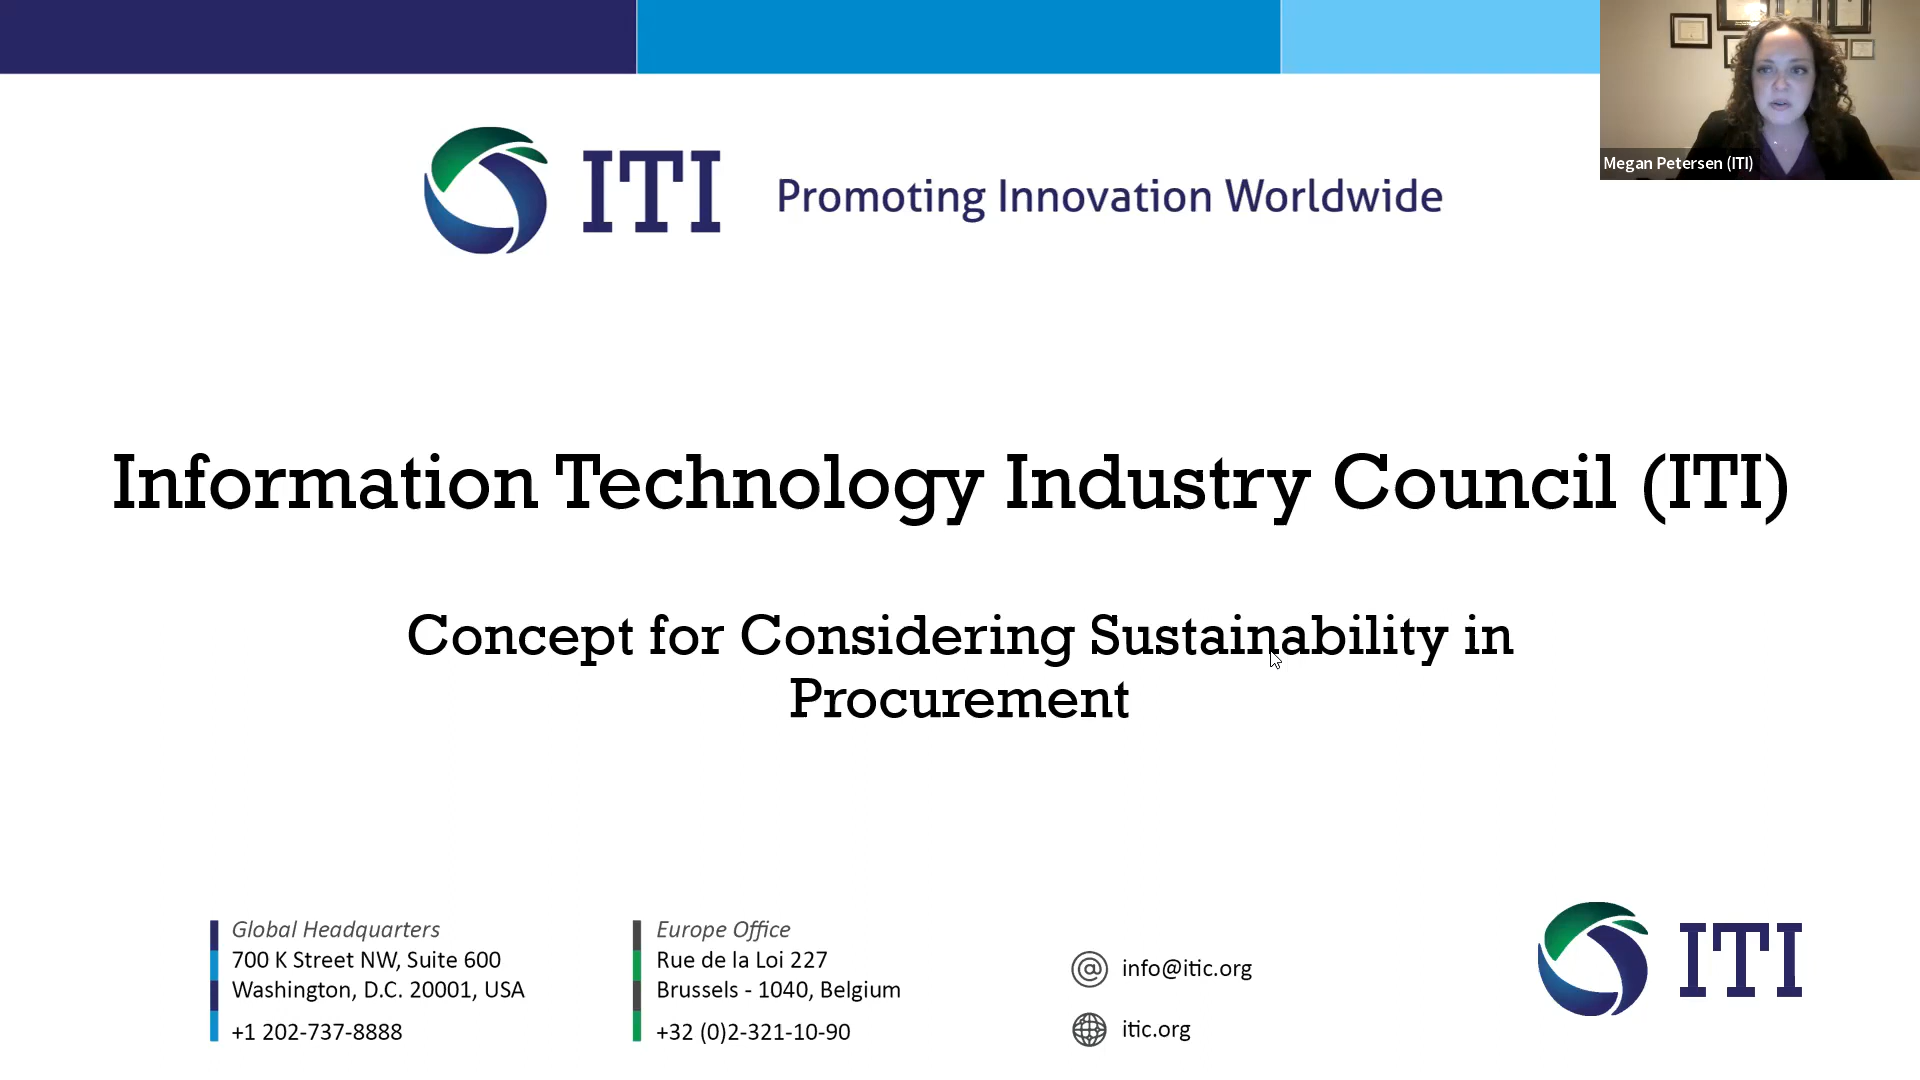 ITI
Promoting Innovation Worldwide
Megan Petersen (ITI)
Information Technology Industry Council (ITI)
Concept for Considering Sustainability in
Procurement
Global Headquarters
700 K Street NW, Suite 600
Washington, D.C. 20001, USA
+1 202-737-8888
Europe Office
Rue de la Loi 227
Brussels - 1040, Belgium
+32 (0)2-321-10-90
@ info@itic.org
itic.org
ITI